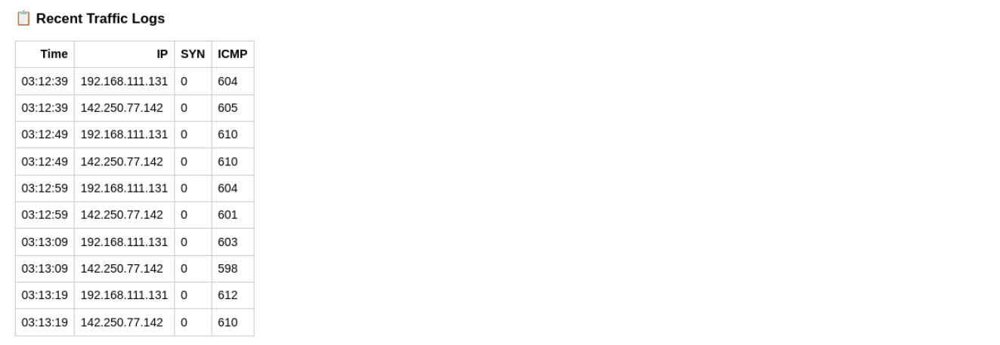 📋 Recent Traffic Logs
Time IP SYN ICMP
03:12:39 192.168.111.131 0 604
03:12:39 142.250.77.142 0 605
03:12:49 192.168.111.131 0 610
03:12:49 142.250.77.142 0 610
03:12:59 192.168.111.131 0 604
03:12:59 142.250.77.142 0 601
03:13:09 192.168.111.131 0 603
03:13:09 142.250.77.142 0 598
03:13:19 192.168.111.131 0 612
03:13:19 142.250.77.142 0 610